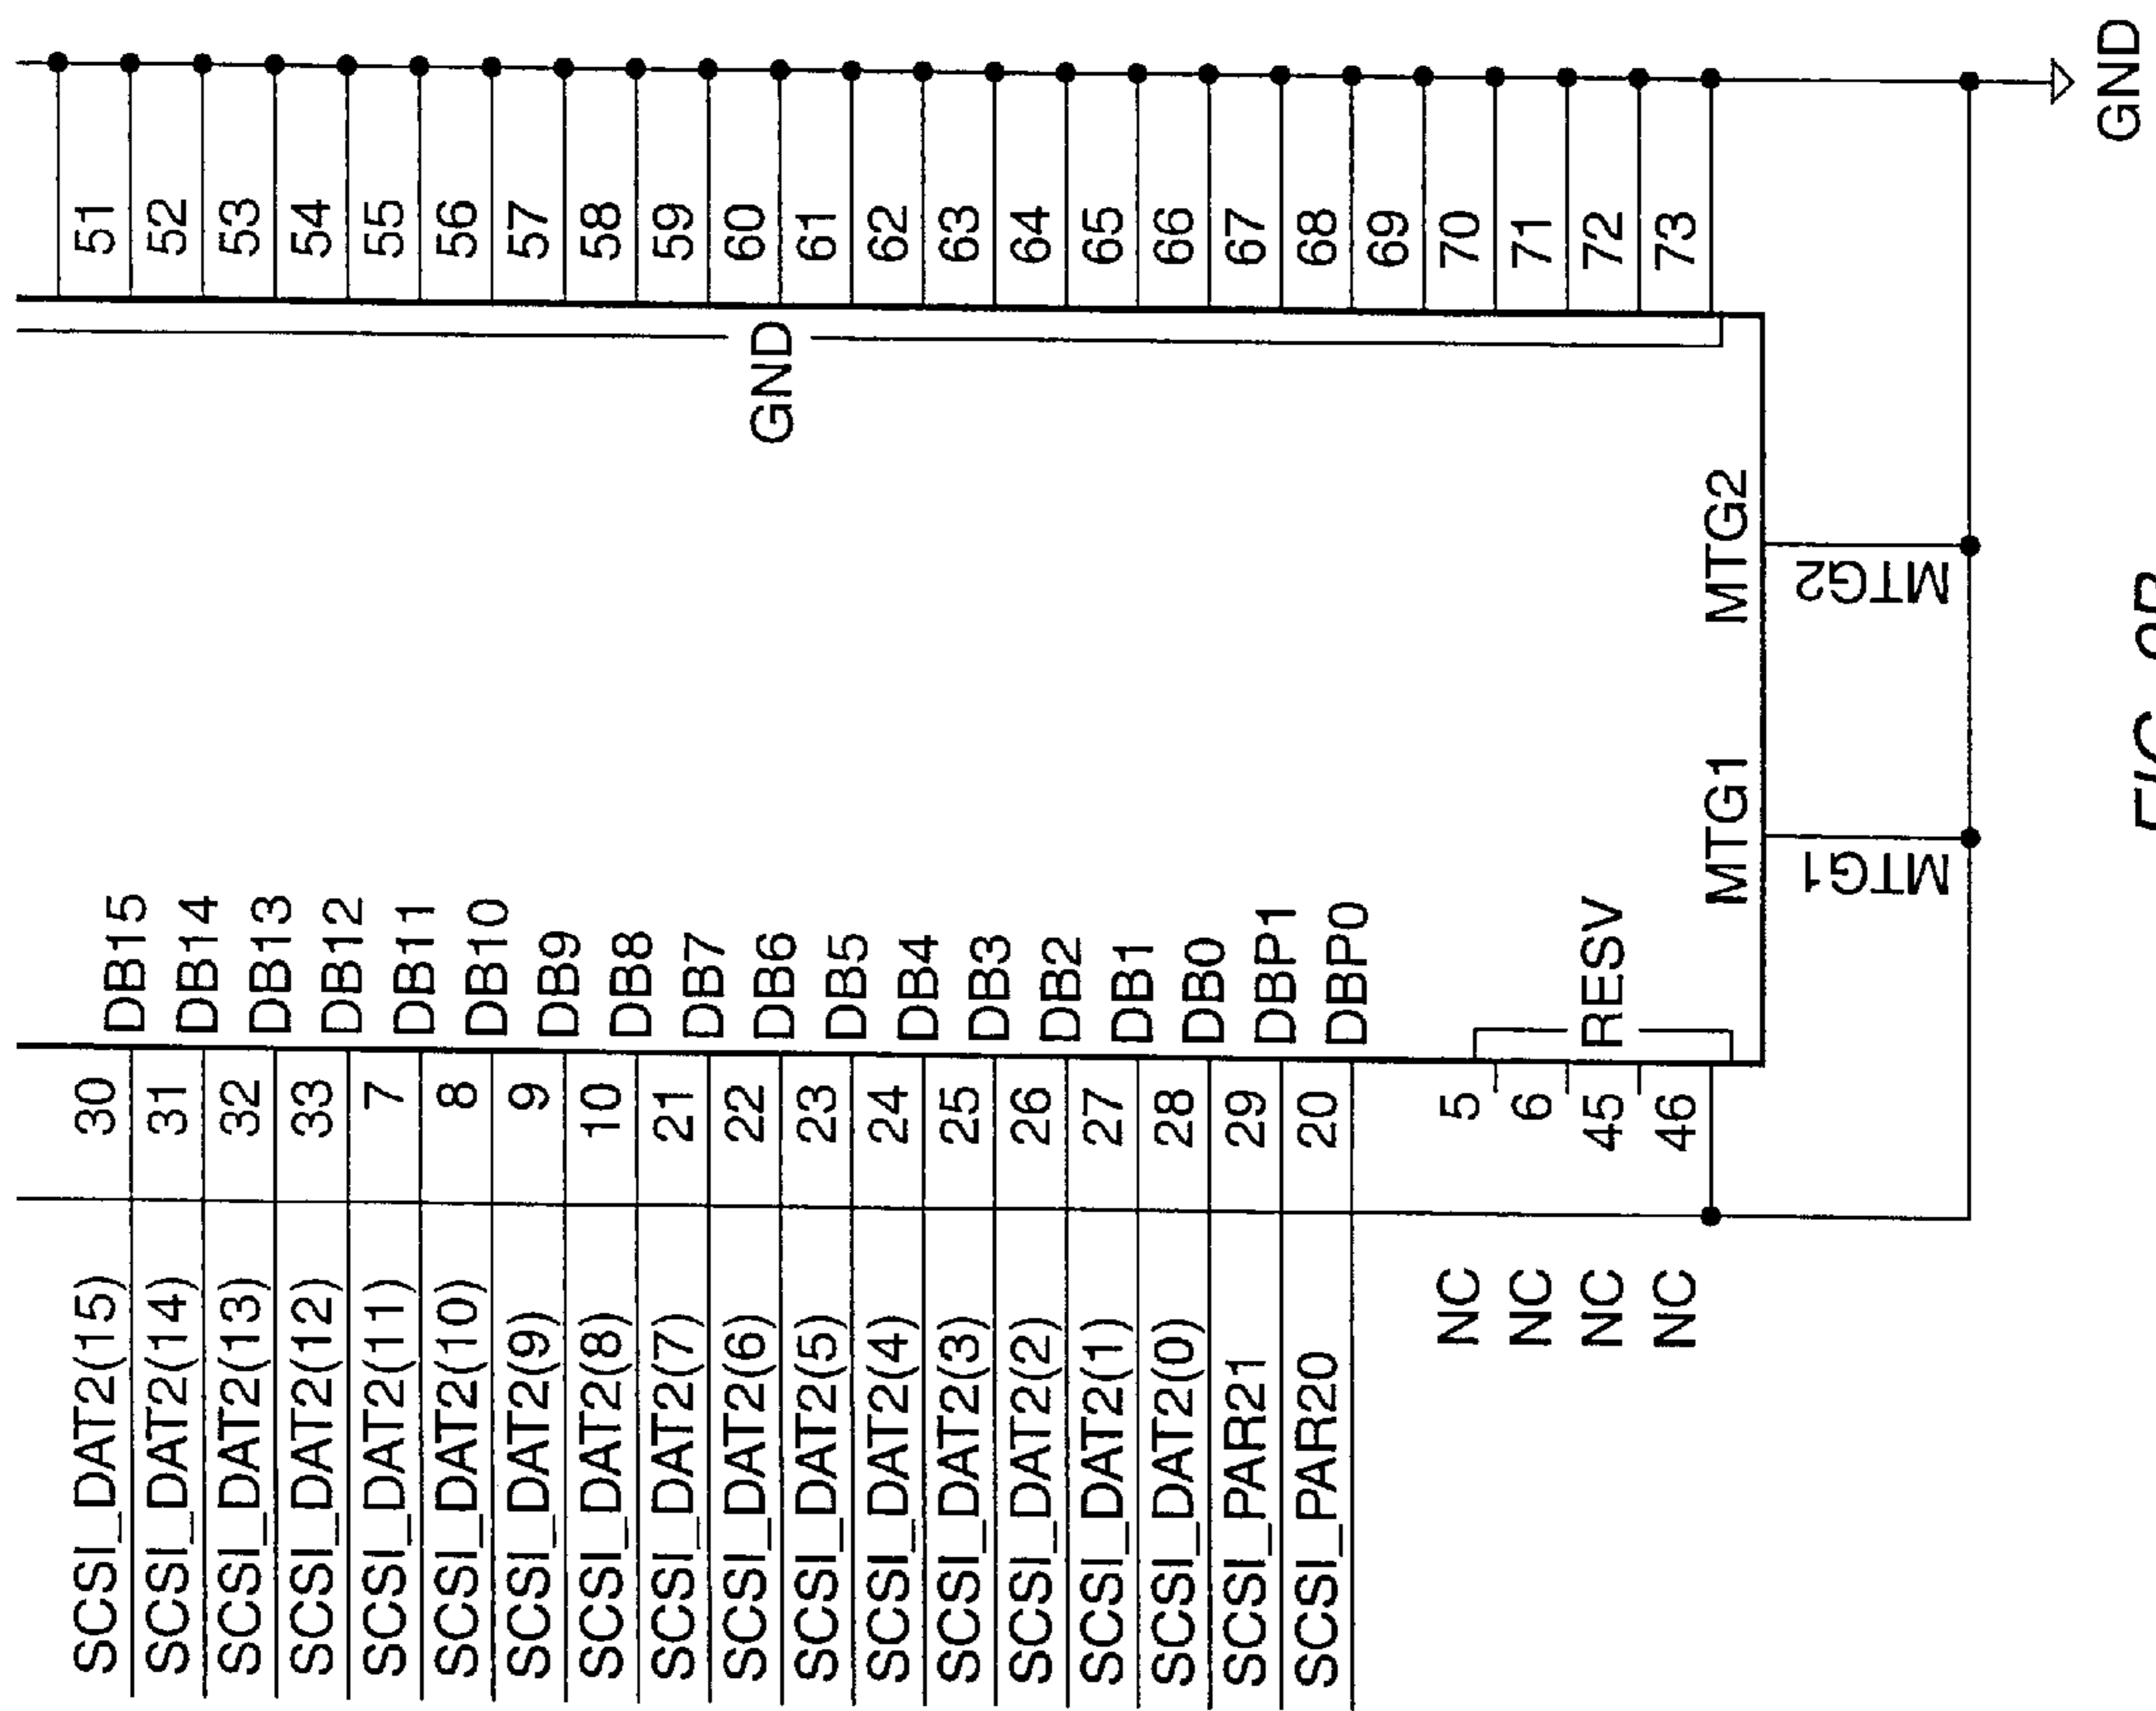 SCSI_DAT2(15) 30 DB15 51
SCSI_DAT2(14) 31 DB14 52
SCSI_DAT2(13) 32 DB13 53
SCSI_DAT2(12) 33 DB12 54
SCSI_DAT2(11) 7 DB11 55
SCSI_DAT2(10) 8 DB10 56
SCSI_DAT2(9) 9 DB9 57
SCSI_DAT2(8) 10 DB8 58
SCSI_DAT2(7) 21 DB7 59
SCSI_DAT2(6) 22 DB6 GND 60
SCSI_DAT2(5) 23 DB5 61
SCSI_DAT2(4) 24 DB4 62
SCSI_DAT2(3) 25 DB3 63
SCSI_DAT2(2) 26 DB2 64
SCSI_DAT2(1) 27 DB1 65
SCSI_DAT2(0) 28 DB0 66
SCSI_PAR21 29 DBP1 67
SCSI_PAR20 20 DBP0 68
69
NC 5 70
NC 6 71
NC 45 RESV 72
NC 46 73
MTG1 MTG2
MTG1 MTG2
GND